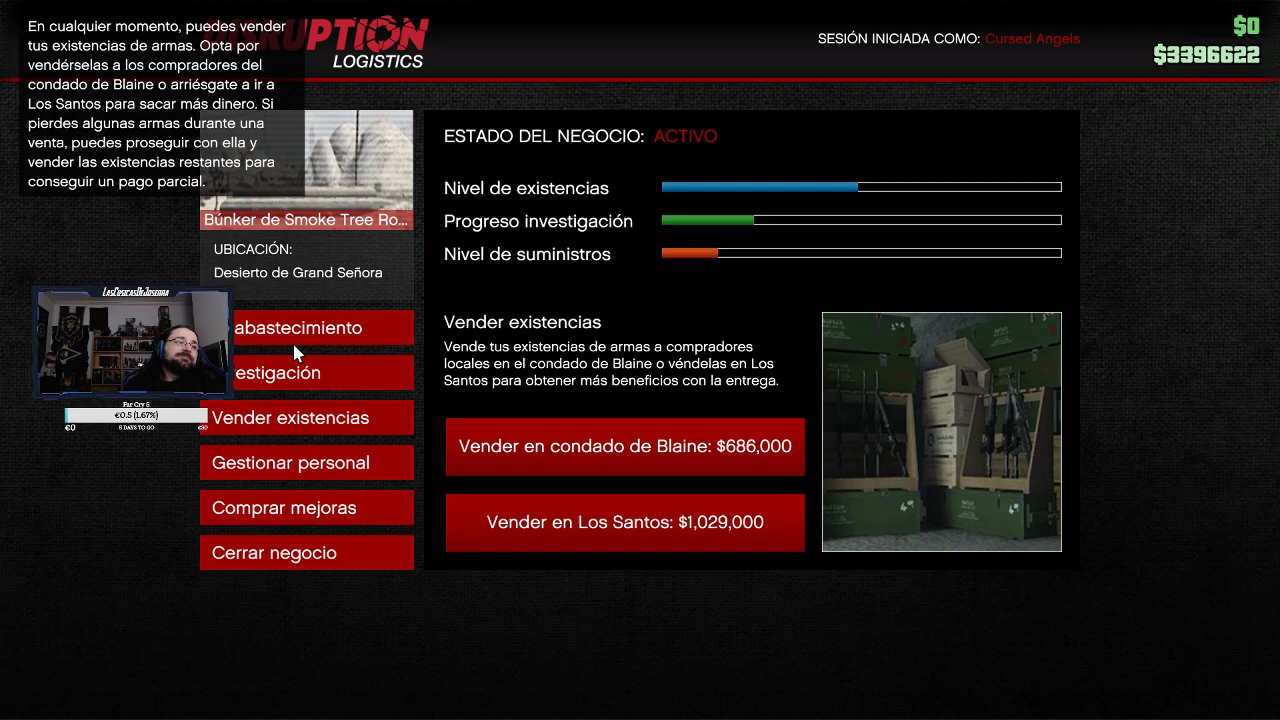 En cualquier momento, puedes vender
tus existencias de armas. Opta por
vendérselas a los compradores del
condado de Blaine o arriésgate a ir a
Los Santos para sacar más dinero. Si
pierdes algunas armas durante una
venta, puedes proseguir con ella y
vender las existencias restantes para
conseguir un pago parcial.
DISRUPTION
LOGISTICS
SESIÓN INICIADA COMO: Cursed Angels
$0
$3396622
Búnker de Smoke Tree Ro...
UBICACIÓN:
Desierto de Grand Señora
abastecimiento
estigación
Vender existencias
Gestionar personal
Comprar mejoras
Cerrar negocio
ESTADO DEL NEGOCIO: ACTIVO
Nivel de existencias
Progreso investigación
Nivel de suministros
Vender existencias
Vende tus existencias de armas a compradores
locales en el condado de Blaine o véndelas en Los
Santos para obtener más beneficios con la entrega.
Vender en condado de Blaine: $686,000
Vender en Los Santos: $1,029,000
Far Cry 5
€0.5 (1.67%)
€0 5 DAYS TO GO €30